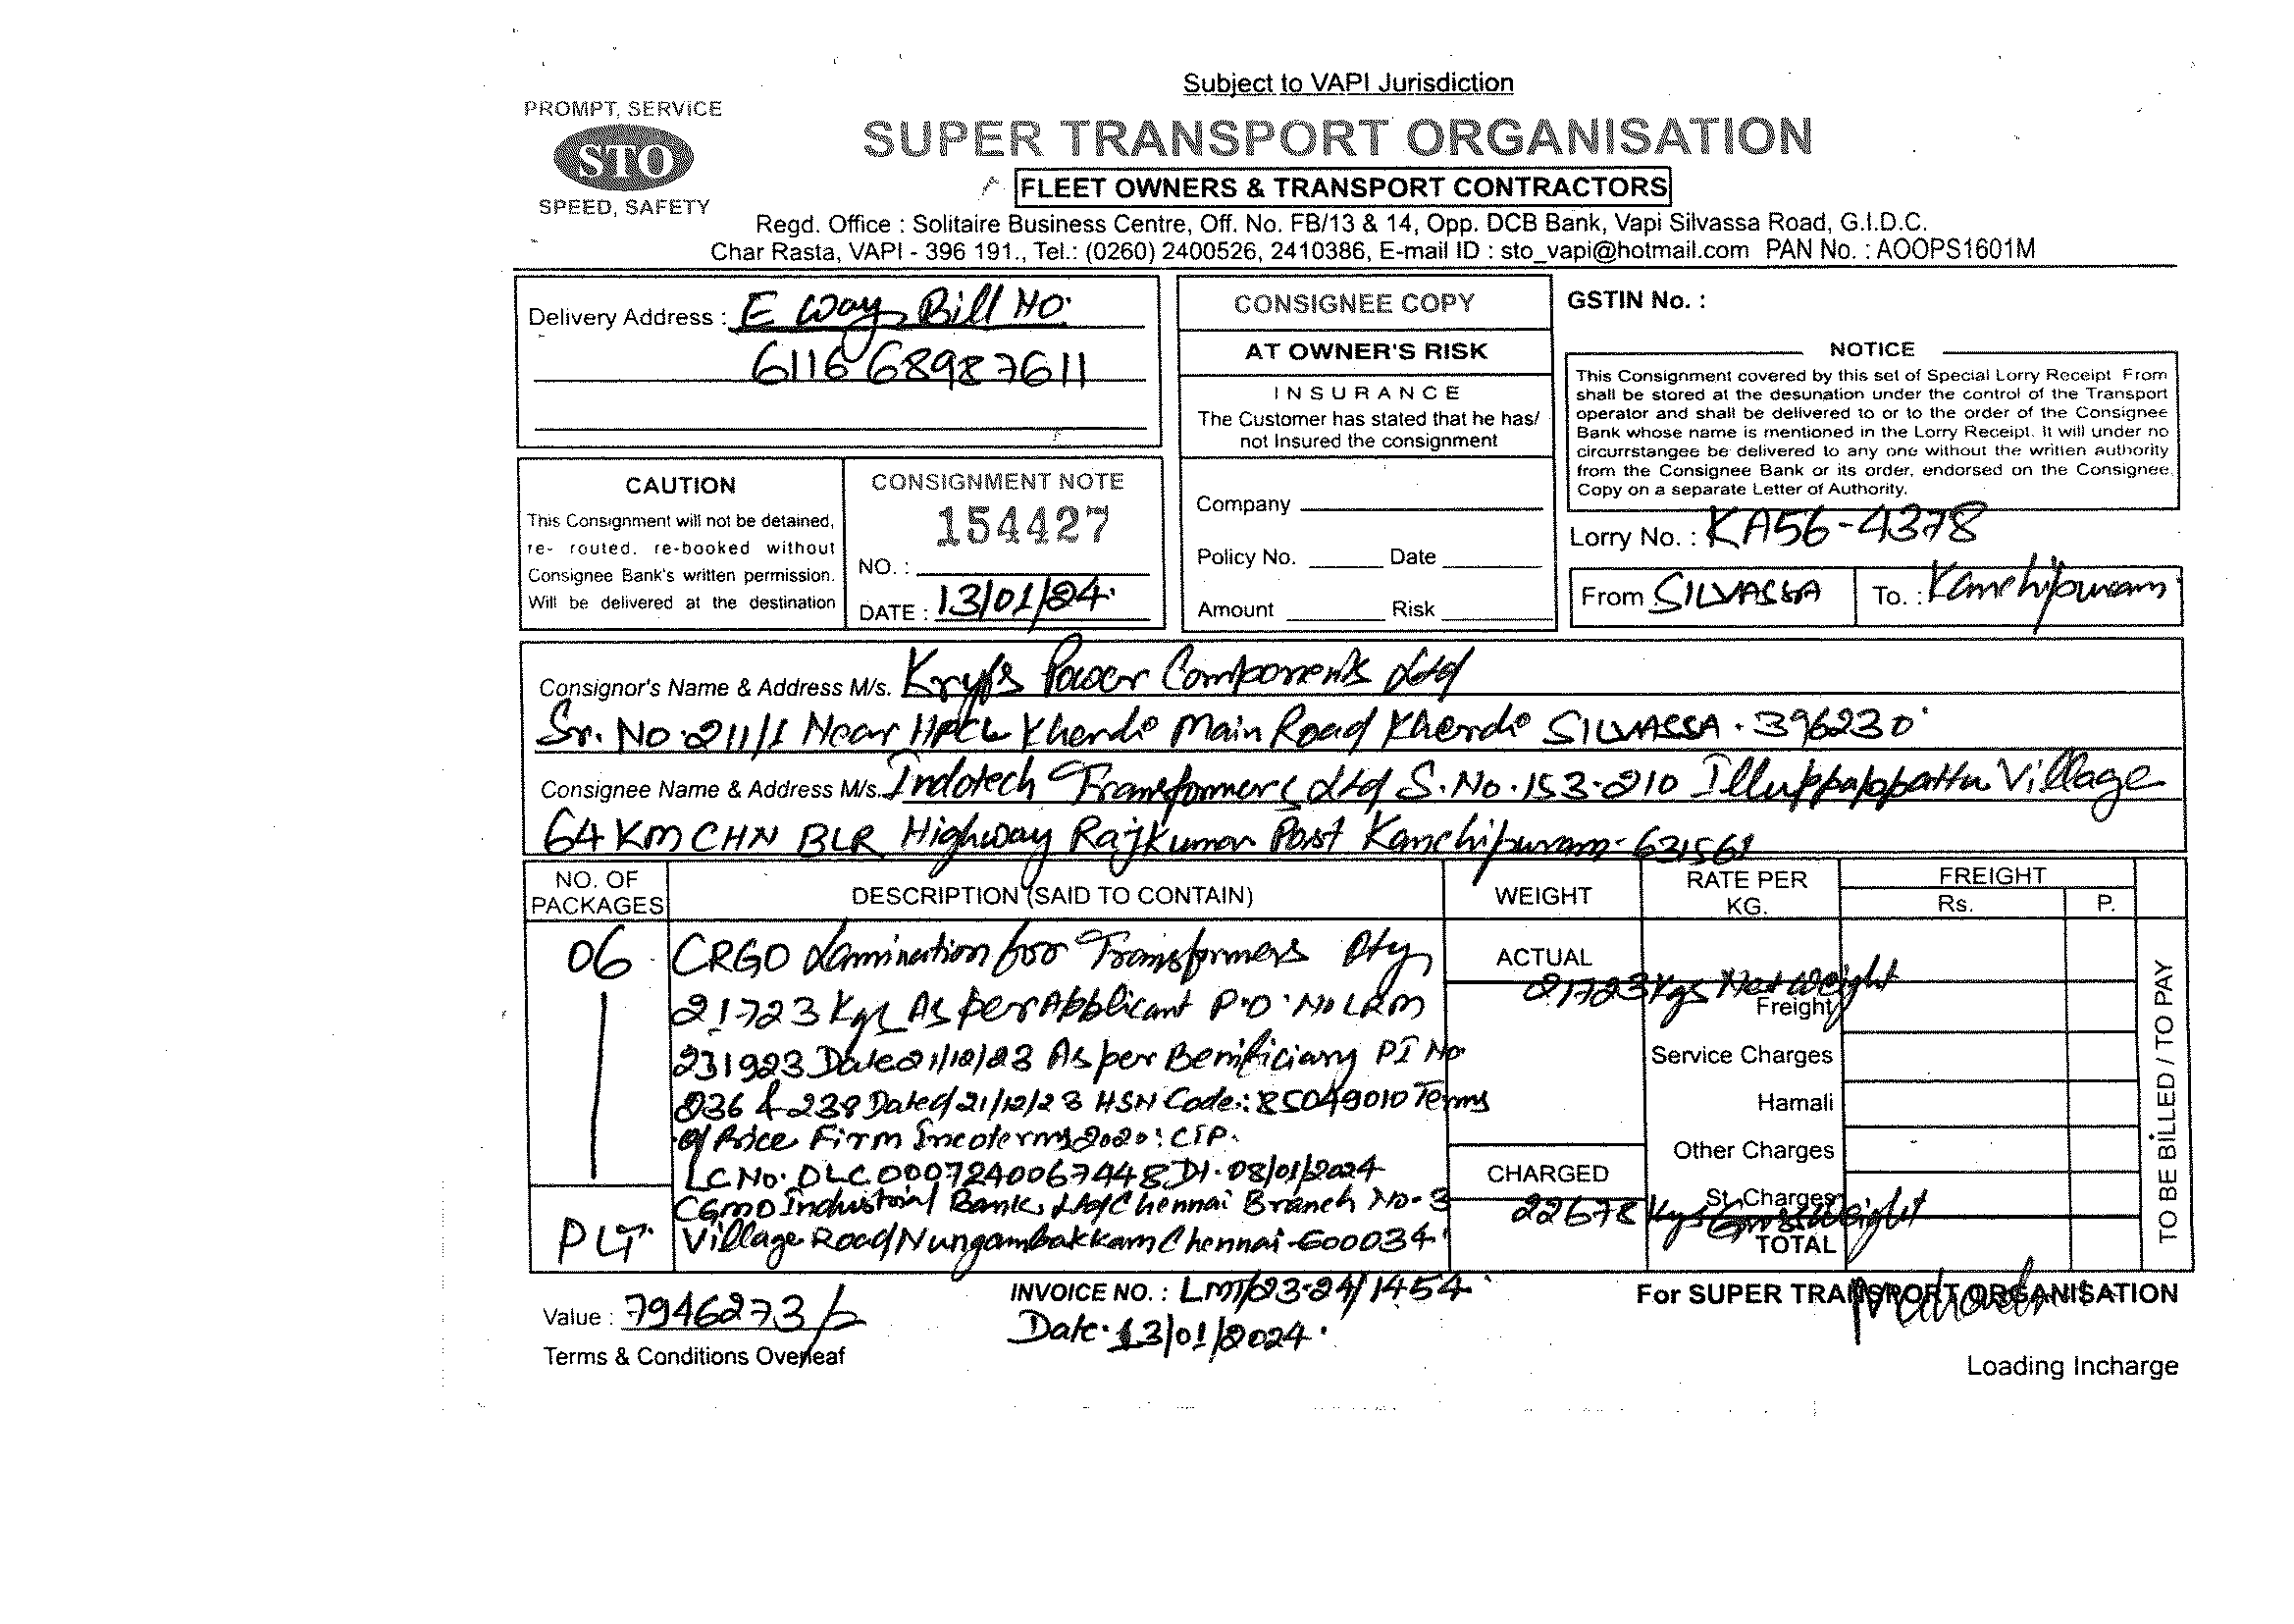 Subject to VAPI Jurisdiction
PROMPT, SERVICE
STO
SPEED, SAFETY
SUPER TRANSPORT ORGANISATION
FLEET OWNERS & TRANSPORT CONTRACTORS
Regd. Office : Solitaire Business Centre, Off. No. FB/13 & 14, Opp. DCB Bank, Vapi Silvassa Road, G.I.D.C.
Char Rasta, VAPI - 396 191., Tel.: (0260) 2400526, 2410386, E-mail ID : sto_vapi@hotmail.com PAN No. : AOOPS1601M
Delivery Address : E Way Bill NO.
611668987611
CAUTION
This Consignment will not be detained,
re- routed, re-booked without
Consignee Bank's written permission.
Will be delivered at the destination
CONSIGNMENT NOTE
154427
NO. :
DATE : 13/01/24.
CONSIGNEE COPY
AT OWNER'S RISK
INSURANCE
The Customer has stated that he has/
not Insured the consignment
Company
Policy No. Date
Amount Risk
GSTIN No. :
NOTICE
This Consignment covered by this set of Special Lorry Receipt From
shall be stored at the desunation under the control of the Transport
operator and shall be delivered to or to the order of the Consignee
Bank whose name is mentioned in the Lorry Receipt. It will under no
circurrstangee be delivered to any one without the written authority
from the Consignee Bank or its order, endorsed on the Consignee
Copy on a separate Letter of Authority.
Lorry No. : KA56-4378
From SILVASSA To. : Kanchipuram
Consignor's Name & Address M/s. Kryfs Power Components Ltd
Sr. No 211/1 Near HPCL Kherdi Main Road Kherdi SILVASSA. 396230
Consignee Name & Address M/s. Indotech Transformers Ltd S.No.153-210 Illuppappattu Village
64 KM CHN BLR Highway Rajkumar Post Kanchipuram-631561
NO. OF PACKAGES
DESCRIPTION (SAID TO CONTAIN)
WEIGHT
RATE PER KG.
FREIGHT
Rs. P.
06
PLT.
CRGO Lamination for Transformers Qty
21723 Kgs As per Applicant P.O. No LRM
231923 Date 21/12/23 As per Benificiary PI No
236 & 238 Dated 21/12/23 HSN Code: 85049010 Terms
of Price Firm Incoterms 2020: CIP.
LC No. DLC0007240067448 Dt. 08/01/2024
Industrial Bank Ltd Chennai Branch No-3
Village Road Nungambakkam Chennai-600034
ACTUAL
21723 Kgs Net Weight
CHARGED
22678 Kgs Gross Weight
Freight
Service Charges
Hamali
Other Charges
St. Charges
TOTAL
TO BE BILLED / TO PAY
Value : 7946273/-
INVOICE NO. : LMT/23-24/1454
Date. 13/01/2024.
For SUPER TRANSPORT ORGANISATION
Terms & Conditions Overleaf
Loading Incharge